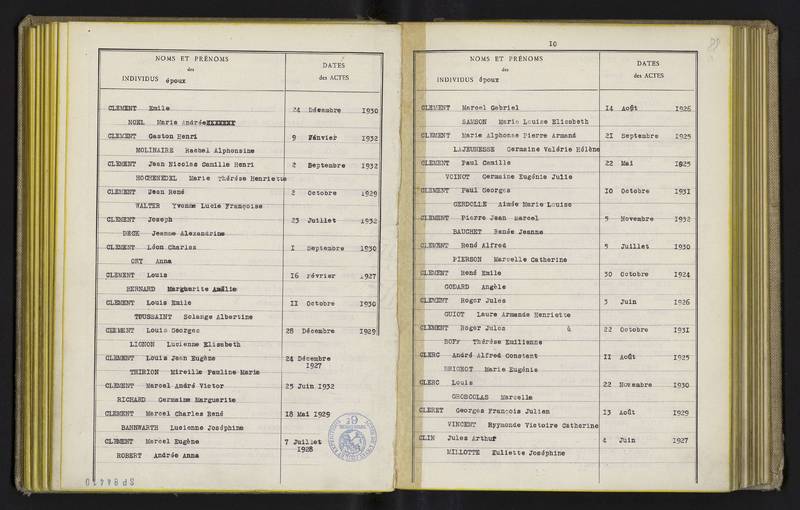 NOMS ET PRÉNOMS
des
INDIVIDUS époux
DATES
des ACTES
CLEMENT Emile 24 Décembre 1930
NOEL Marie Andrée
CLEMENT Gaston Henri 9 Fénvier 1932
MOLINAIRE Rachel Alphonsine
CLEMENT Jean Nicolas Camille Henri 2 Septembre 1932
HOCHENEDEL Marie Thérèse Henriette
CLEMENT Jean René 2 Octobre 1929
WALTER Yvonne Lucie Françoise
CLEMENT Joseph 23 Juillet 1932
DECK Jeanne Alexandrine
CLEMENT Léon Charles 1 Septembre 1930
ORY Anna
CLEMENT Louis 16 Février 1927
BERNARD Margherite Amélie
CLEMENT Louis Emile 11 Octobre 1930
TOUSSAINT Solange Albertine
CLEMENT Louis Georges 28 Décembre 1929
LIGNON Lucienne Elisabeth
CLEMENT Louis Jean Eugène 24 Décembre 1927
THIRION Mireille Pauline Marie
CLEMENT Marcel André Victor 25 Juin 1932
RICHARD Germaine Marguerite
CLEMENT Marcel Charles René 18 Mai 1929
BANNWARTH Lucienne Joséphine
CLEMENT Marcel Eugène 7 Juillet 1928
ROBERT Andrée Anna
10
NOMS ET PRÉNOMS
des
INDIVIDUS époux
DATES
des ACTES
CLEMENT Marcel Gabriel 14 Août 1926
SAMSON Marie Louise Elisabeth
CLEMENT Marie Alphonse Pierre Armand 21 Septembre 1925
LAJEUNESSE Germaine Valérie Hélène
CLEMENT Paul Camille 22 Mai 1925
VOINOT Germaine Eugénie Julie
CLEMENT Paul Georges 10 Octobre 1931
GERDOLLE Aimée Marie Louise
CLEMENT Pierre Jean Marcel 5 Novembre 1932
BAUCHET Renée Jeanne
CLEMENT René Alfred 5 Juillet 1930
PIERSON Marcelle Catherine
CLEMENT René Emile 30 Octobre 1924
GODARD Angèle
CLEMENT Roger Jules 3 Juin 1926
GUIOT Laure Armande Henriette
CLEMENT Roger Jules 22 Octobre 1931
BOFF Thérèse Emilienne
CLERC André Alfred Constant 11 Août 1925
BRIGEOT Marie Eugénie
CLERC Louis 22 Novembre 1930
GROSCOLAS Marcelle
CLERET Georges François Julien 13 Août 1929
VINCENT Rymonde Victoire Catherine
CLIN Jules Arthur 4 Juin 1927
MILLOTTE Euliette Joséphine